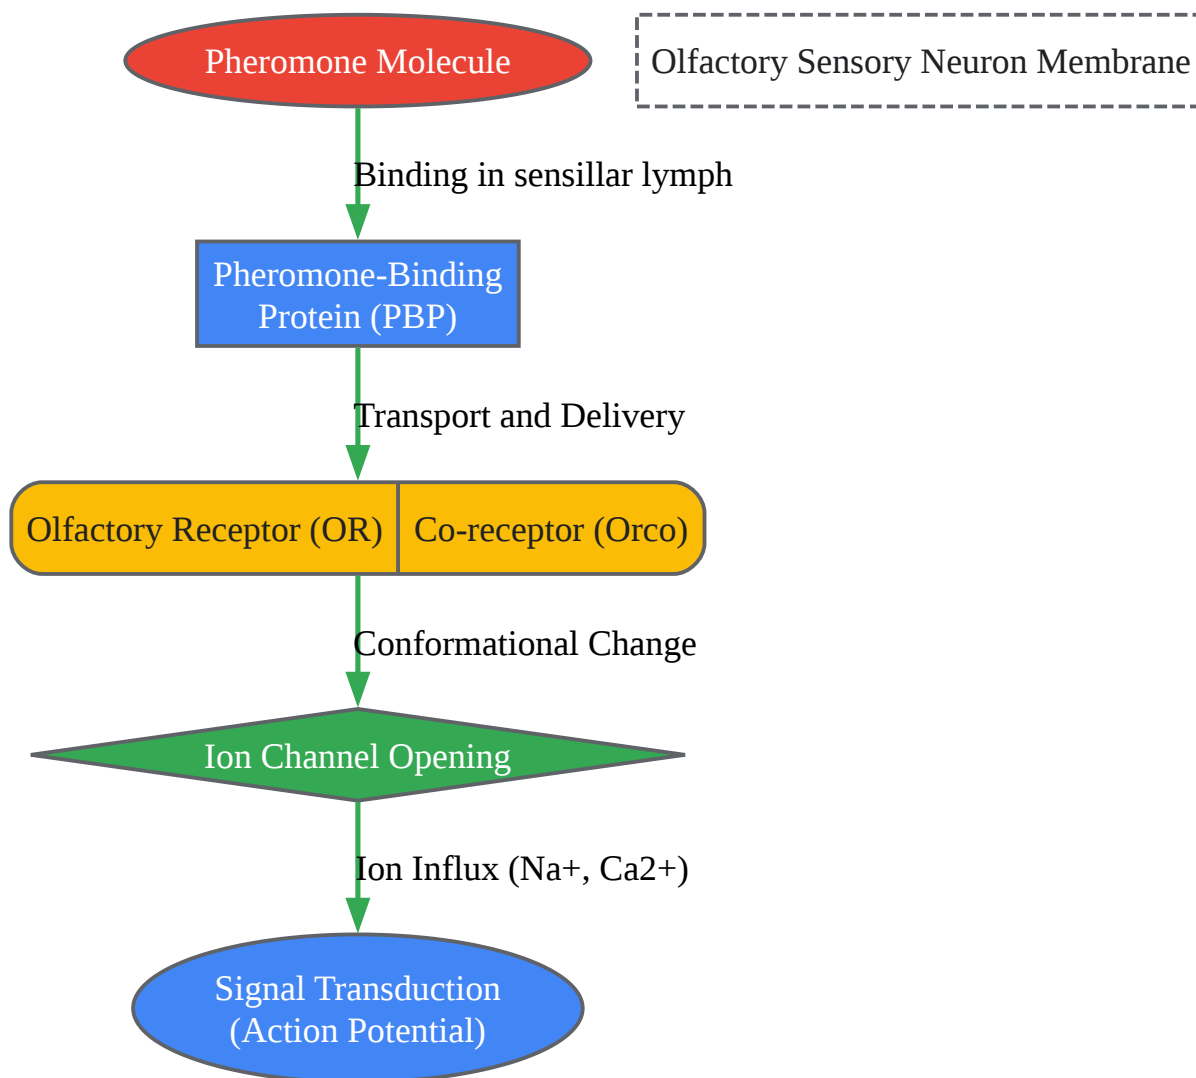 Pheromone Molecule
Olfactory Sensory Neuron Membrane
Binding in sensillar lymph
Pheromone-Binding
Protein (PBP)
Transport and Delivery
Olfactory Receptor (OR)
Co-receptor (Orco)
Conformational Change
Ion Channel Opening
Ion Influx (Na+, Ca2+)
Signal Transduction
(Action Potential)